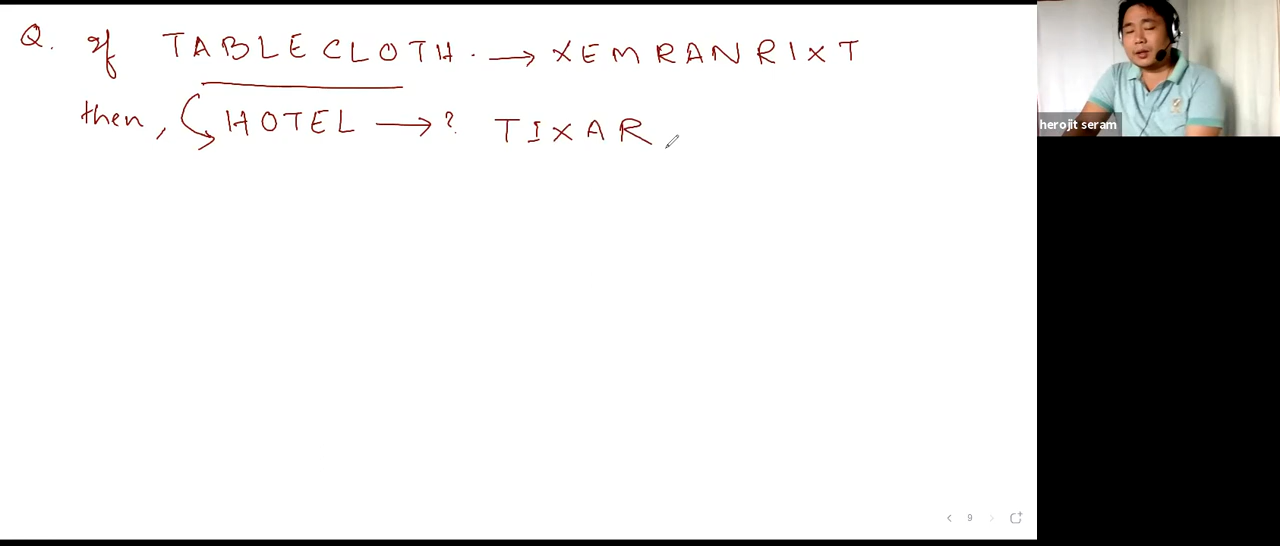 Q. If TABLECLOTH. → XEMRANRIXT
then, HOTEL → ? TIXAR
herojit seram
9